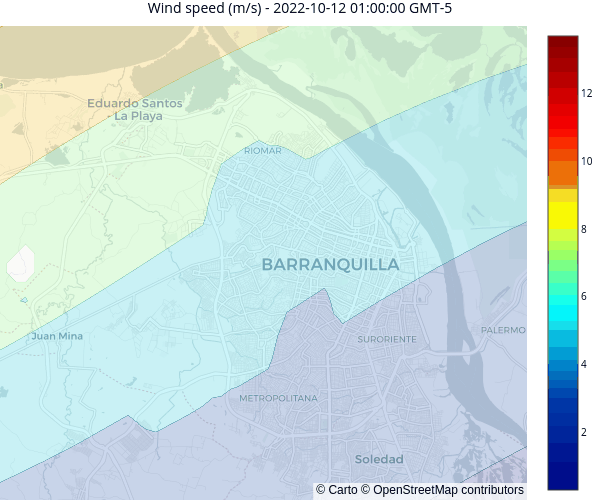 Wind speed (m/s) - 2022-10-12 01:00:00 GMT-5
Eduardo Santos
- La Playa
RIOMAR
BARRANQUILLA
Juan Mina
SURORIENTE
PALERMO
METROPOLITANA
Soledad
© Carto © OpenStreetMap contributors
12
10
8
6
4
2